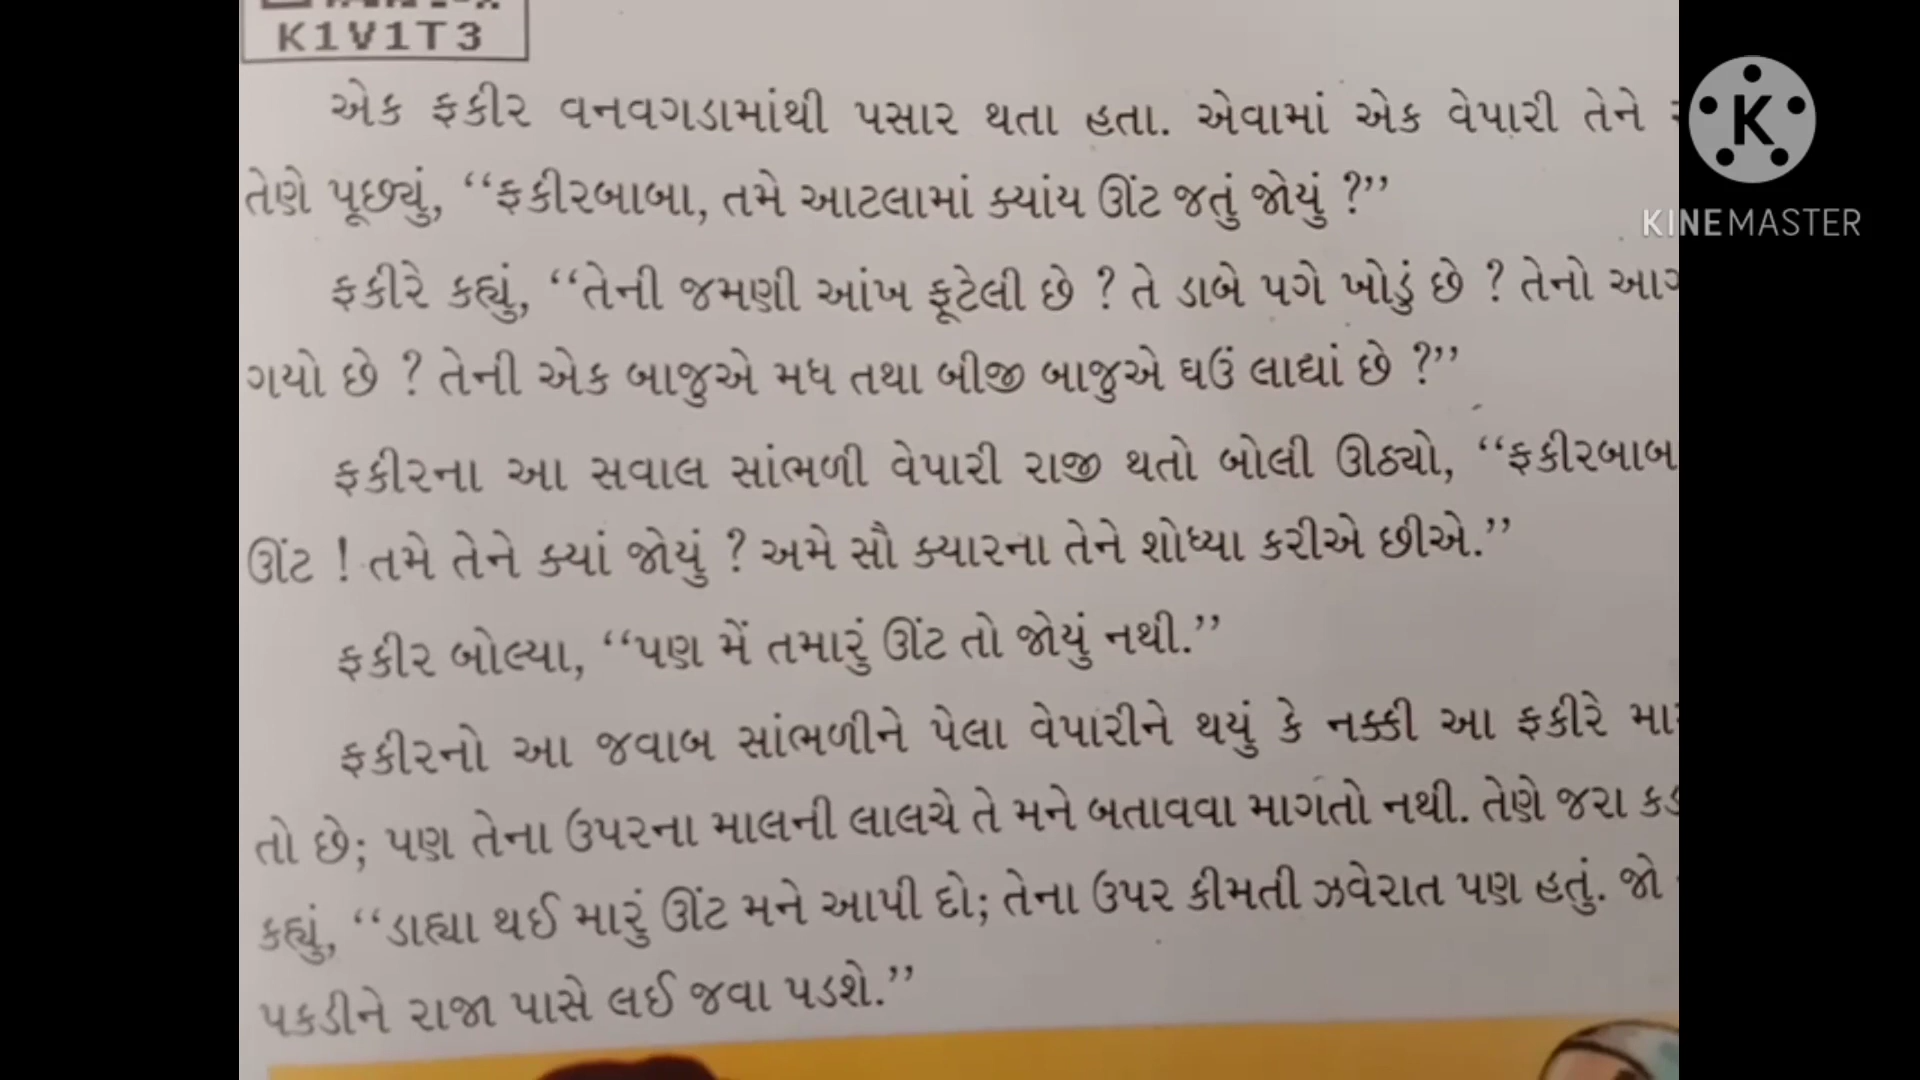 K1V1T3
એક ફકીર વનવગડામાંથી પસાર થતા હતા. એવામાં એક વેપારી તેને
તેણે પૂછ્યું, “ફકીરબાબા, તમે આટલામાં ક્યાંય ઊંટ જતું જોયું ?”
ફકીરે કહ્યું, “તેની જમણી આંખ ફૂટેલી છે ? તે ડાબે પગે ખોડું છે ? તેનો
ગયો છે ? તેની એક બાજુએ મધ તથા બીજી બાજુએ ઘઉં લાદ્યાં છે ?”
ફકીરના આ સવાલ સાંભળી વેપારી રાજી થતો બોલી ઊઠ્યો, “ફકીરબાબ
ઊંટ ! તમે તેને ક્યાં જોયું ? અમે સૌ ક્યારના તેને શોધ્યા કરીએ છીએ.”
ફકીર બોલ્યા, “પણ મેં તમારું ઊંટ તો જોયું નથી.”
ફકીરનો આ જવાબ સાંભળીને પેલા વેપારીને થયું કે નક્કી આ ફકીરે
તો છે; પણ તેના ઉપરના માલની લાલચે તે મને બતાવવા માગતો નથી. તેણે જરા
કહ્યું, “ડાહ્યા થઈ મારું ઊંટ મને આપી દો; તેના ઉપર કીમતી ઝવેરાત પણ હતું. જો
પકડીને રાજા પાસે લઈ જવા પડશે.”
K
KINEMASTER